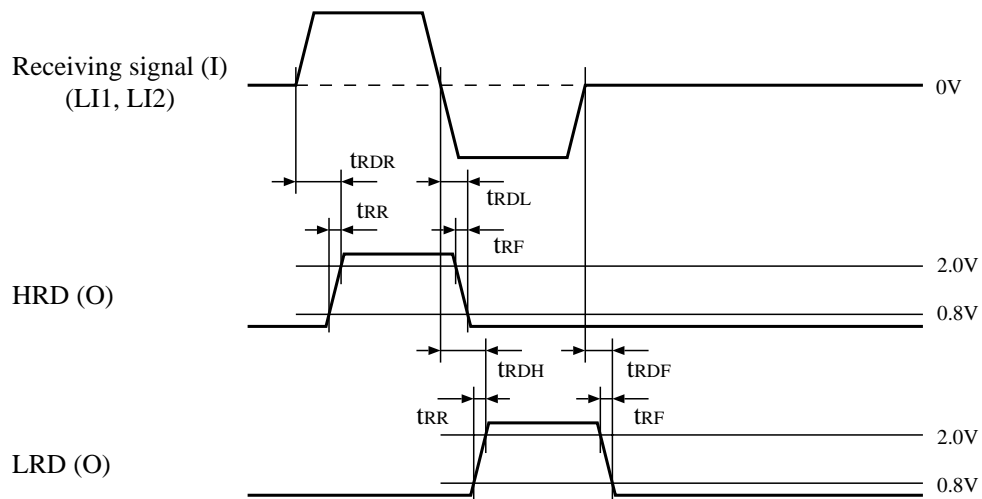 Receiving signal (I)
(LI1, LI2)
0V
tRDR
tRDL
tRR
tRF
2.0V
HRD (O)
0.8V
tRDH
tRDF
tRR
tRF
2.0V
LRD (O)
0.8V